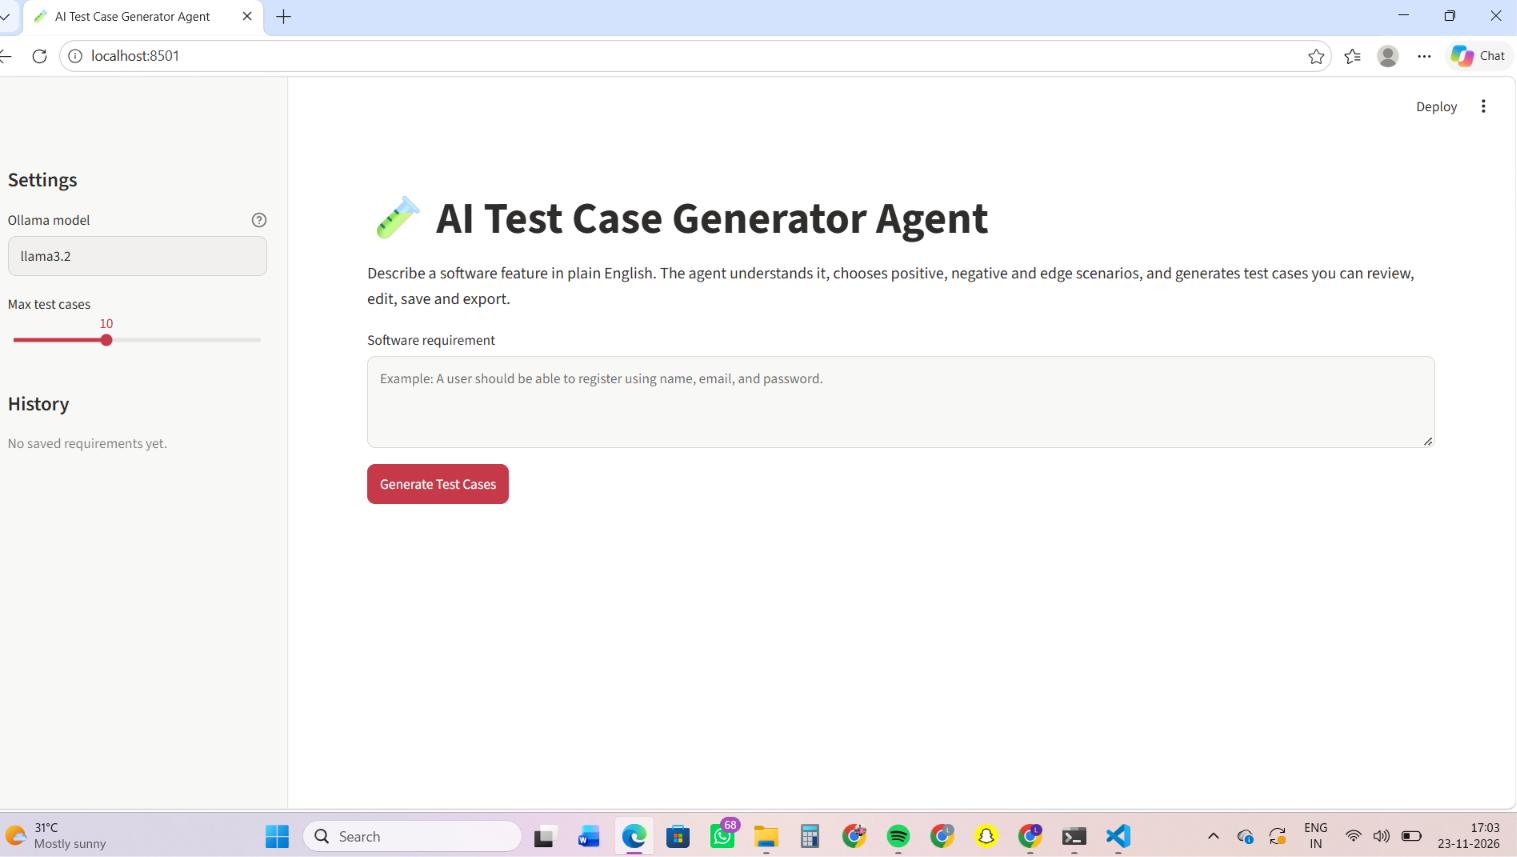 AI Test Case Generator Agent
localhost:8501
Chat
Deploy
Settings
Ollama model
llama3.2
Max test cases
10
History
No saved requirements yet.
AI Test Case Generator Agent
Describe a software feature in plain English. The agent understands it, chooses positive, negative and edge scenarios, and generates test cases you can review,
edit, save and export.
Software requirement
Example: A user should be able to register using name, email, and password.
Generate Test Cases
31°C
Mostly sunny
Search
68
ENG
IN
17:03
23-11-2026